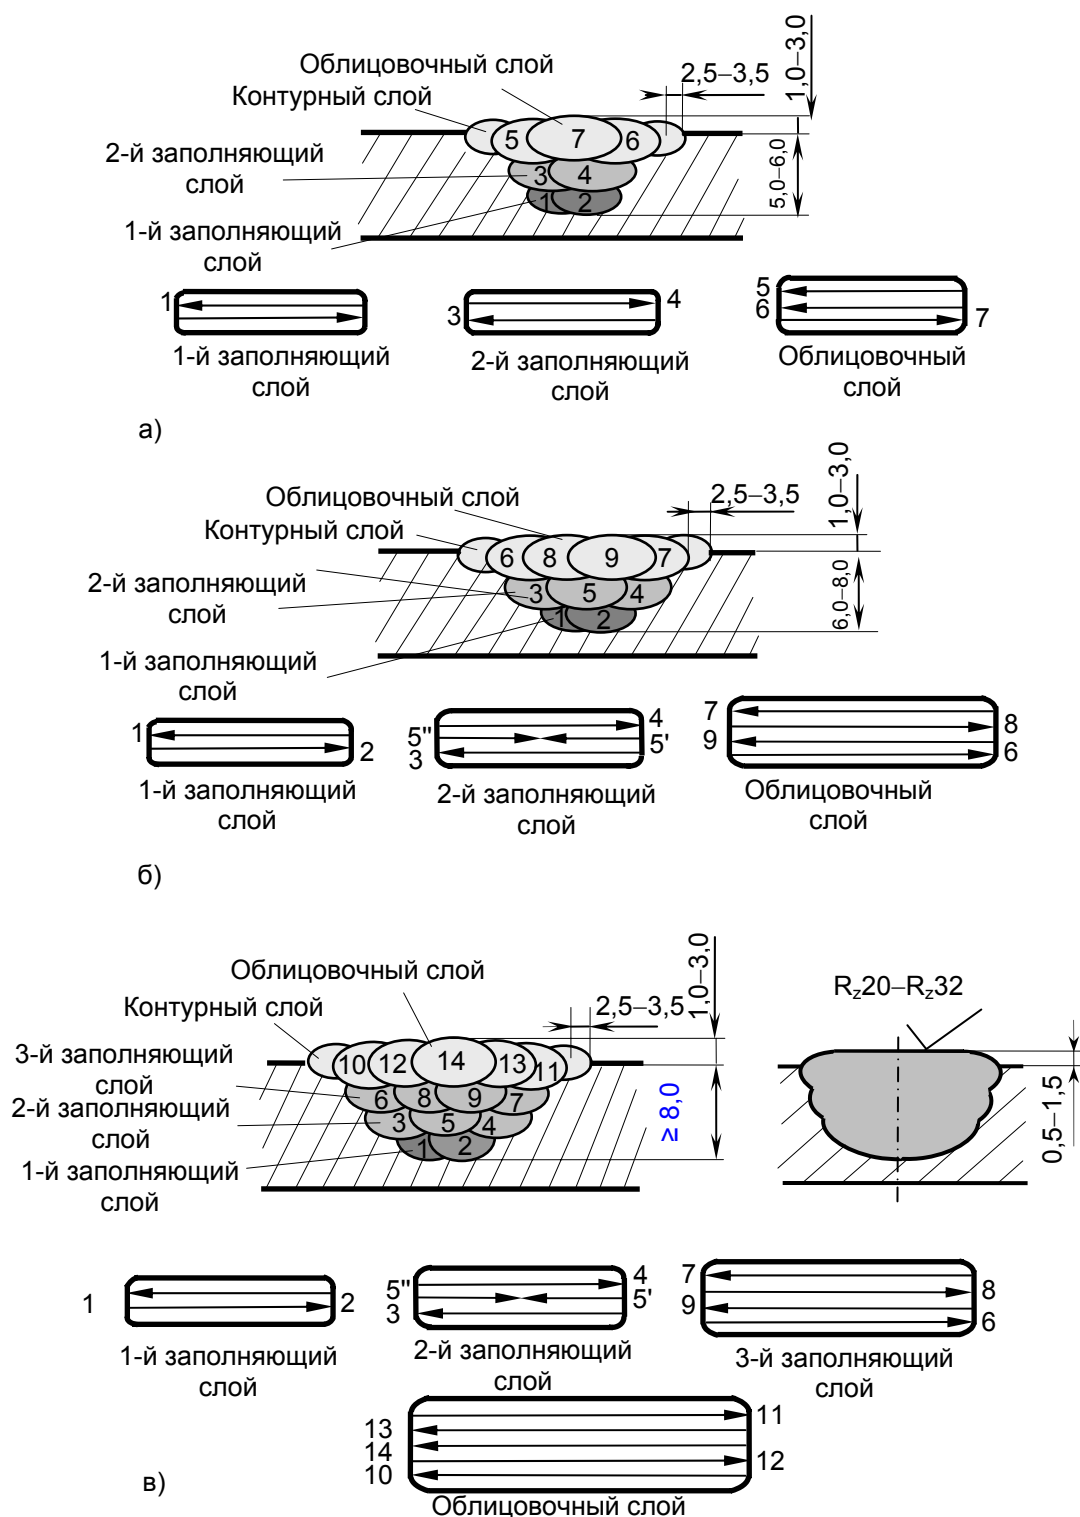 Облицовочный слой
Контурный слой
2,5–3,5
1,0–3,0
5 7 6
2-й заполняющий
слой
3 4
5,0–6,0
1 2
1-й заполняющий
слой
1
1-й заполняющий
слой
3 4
2-й заполняющий
слой
5
6 7
Облицовочный
слой
а)
Облицовочный слой
Контурный слой
2,5–3,5
1,0–3,0
6 8 9 7
2-й заполняющий
слой
3 5 4
6,0–8,0
1 2
1-й заполняющий
слой
1 2
1-й заполняющий
слой
4
5" 5'
3
2-й заполняющий
слой
7 8
9 6
Облицовочный
слой
б)
Облицовочный слой
Контурный слой
2,5–3,5
1,0–3,0
10 12 14 13 11
3-й заполняющий
слой
6 8 9 7
2-й заполняющий
слой
3 5 4
≥ 8,0
1 2
1-й заполняющий
слой
Rz20–Rz32
0,5–1,5
1 2
1-й заполняющий
слой
4
5" 5'
3
2-й заполняющий
слой
7 8
9 6
3-й заполняющий
слой
11
13
14 12
10
Облицовочный слой
в)